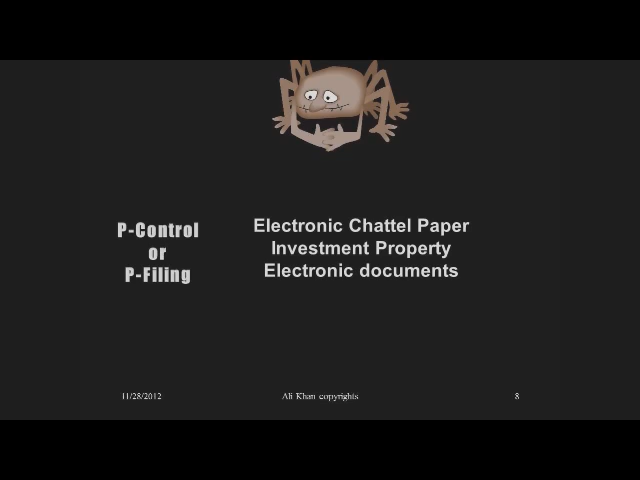 P-Control
or
P-Filing
Electronic Chattel Paper
Investment Property
Electronic documents
11/28/2012
Ali Khan copyrights
8